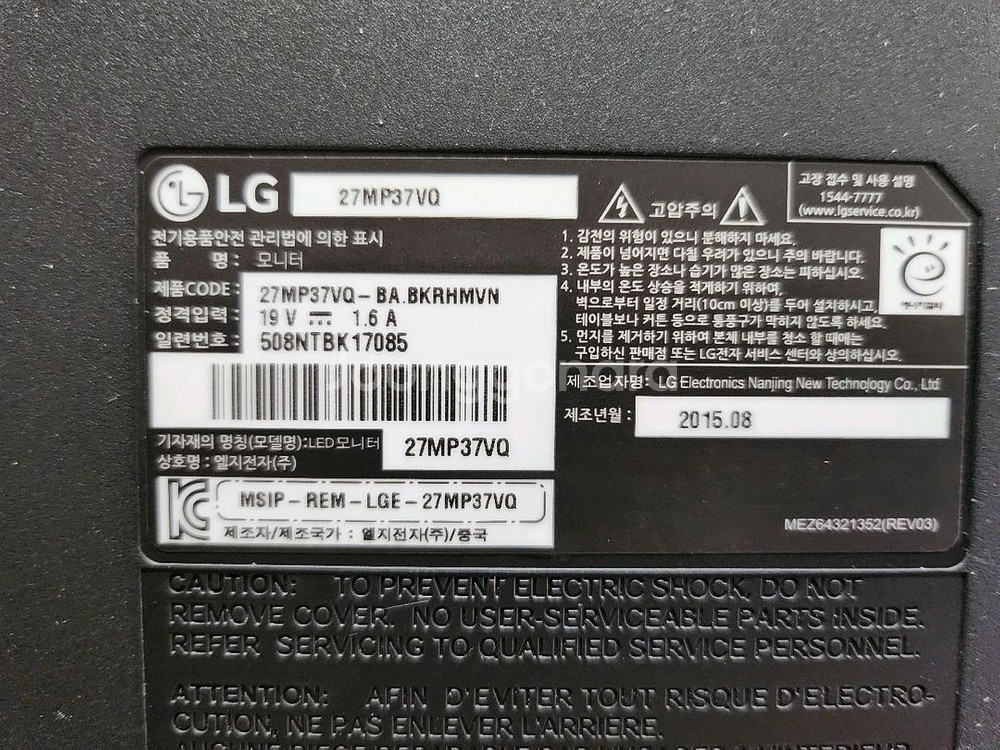 LG 27MP37VQ
전기용품안전 관리법에 의한 표시
품 명 : 모니터
제품CODE : 27MP37VQ-BA.BKRHMVN
정격입력 : 19 V ⎓ 1.6 A
일련번호 : 508NTBK17085
기자재의 명칭(모델명):LED모니터 27MP37VQ
상호명 : 엘지전자(주)
MSIP-REM-LGE-27MP37VQ
제조자/제조국가 : 엘지전자(주)/중국
고압주의
고장 접수 및 사용 설명
1544-7777
(www.lgservice.co.kr)
1. 감전의 위험이 있으니 분해하지 마세요.
2. 제품이 넘어지면 다칠 우려가 있으니 주의 바랍니다.
3. 온도가 높은 장소나 습기가 많은 장소는 피하십시오.
4. 내부의 온도 상승을 적게하기 위하여,
벽으로부터 일정 거리(10cm 이상)를 두어 설치하시고,
테이블보나 커튼 등으로 통풍구가 막히지 않도록 하세요.
5. 먼지를 제거하기 위하여 본체 내부를 청소 할 때에는
구입하신 판매점 또는 LG전자 서비스 센터와 상의하십시오.
에너지절약
제조업자명: LG Electronics Nanjing New Technology Co., Ltd
제조년월 : 2015.08
MEZ64321352(REV03)
CAUTION: TO PREVENT ELECTRIC SHOCK, DO NOT
REMOVE COVER. NO USER-SERVICEABLE PARTS INSIDE.
REFER SERVICING TO QUALIFIED SERVICE PERSONNEL.
ATTENTION: AFIN D'EVITER TOUT RISQUE D'ELECTRO-
CUTION, NE PAS ENLEVER L'ARRIERE.